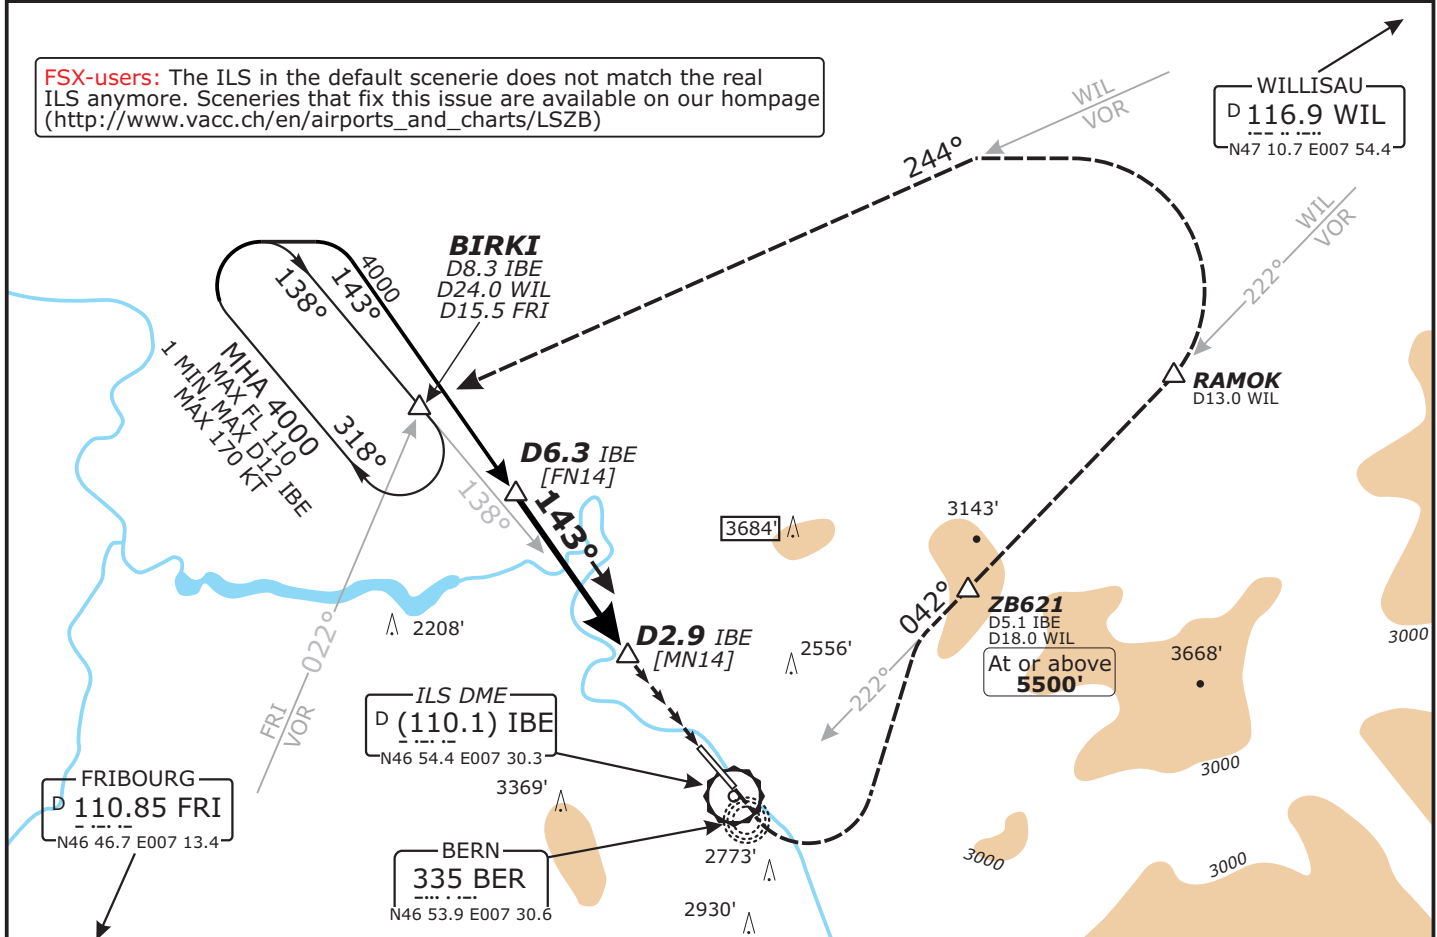 FSX-users: The ILS in the default scenerie does not match the real
ILS anymore. Sceneries that fix this issue are available on our hompage
(http://www.vacc.ch/en/airports_and_charts/LSZB)
WIL
VOR
WILLISAU
D 116.9 WIL
N47 10.7 E007 54.4
244°
WIL
VOR
222°
BIRKI
D8.3 IBE
D24.0 WIL
D15.5 FRI
4000
138°
143°
MHA 4000
MAX FL 110
1 MIN, MAX D12 IBE
MAX 170 KT
318°
RAMOK
D13.0 WIL
D6.3 IBE
[FN14]
138°
143°
3684'
3143'
042°
ZB621
D5.1 IBE
D18.0 WIL
At or above
5500'
222°
2208'
022°
FRI
VOR
D2.9 IBE
[MN14]
2556'
3668'
3000
ILS DME
D (110.1) IBE
N46 54.4 E007 30.3
3000
FRIBOURG
D 110.85 FRI
N46 46.7 E007 13.4
3369'
BERN
335 BER
N46 53.9 E007 30.6
2773'
3000
3000
2930'